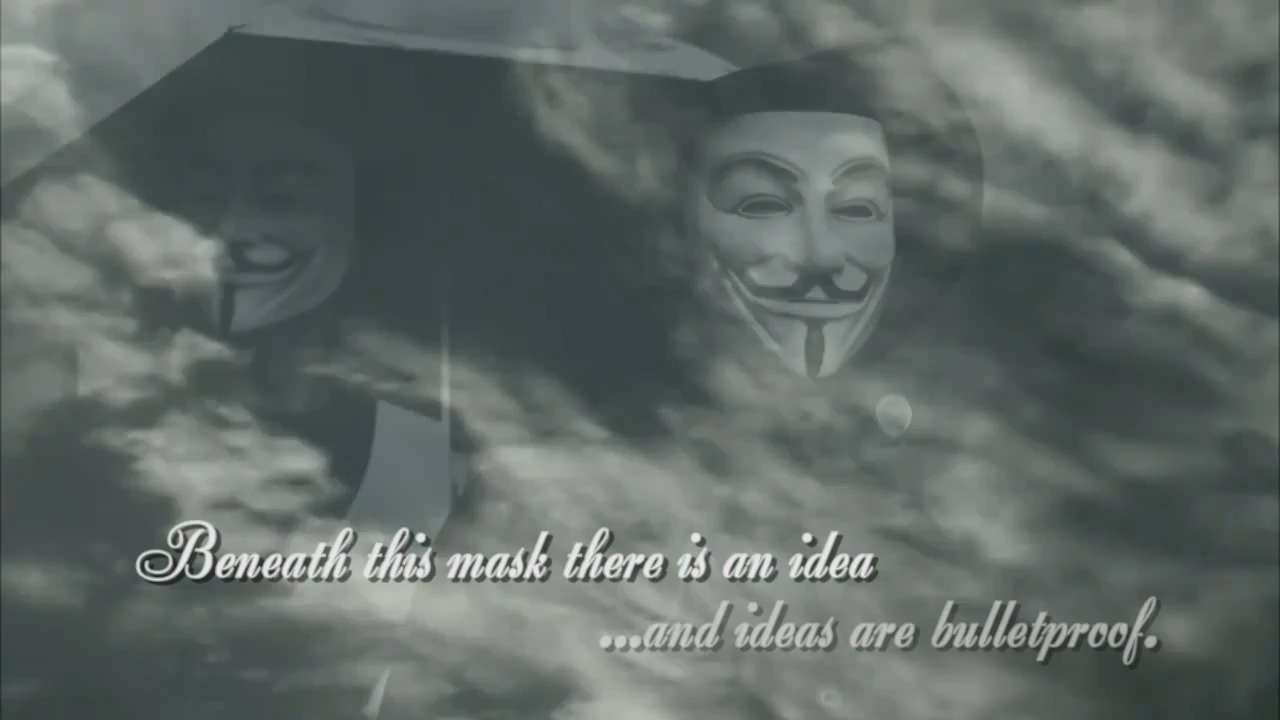 Beneath this mask there is an idea
...and ideas are bulletproof.